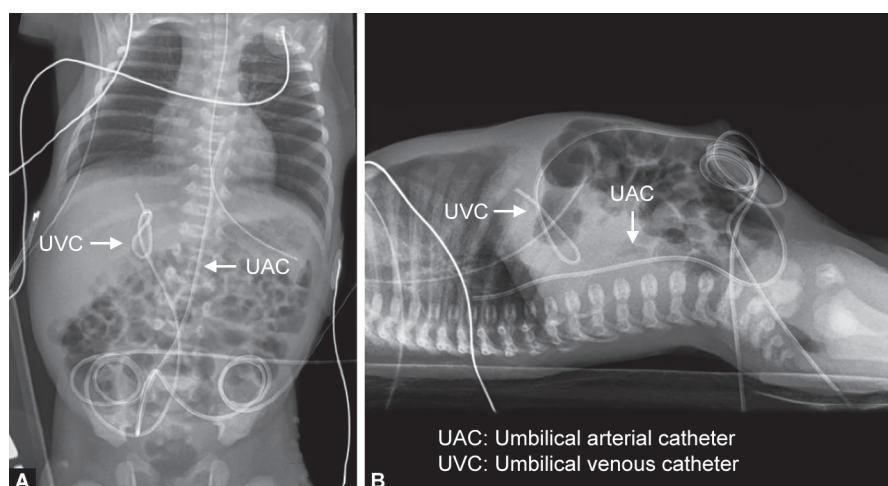 UVC
UAC
A
UAC
UVC
UAC: Umbilical arterial catheter
UVC: Umbilical venous catheter
B